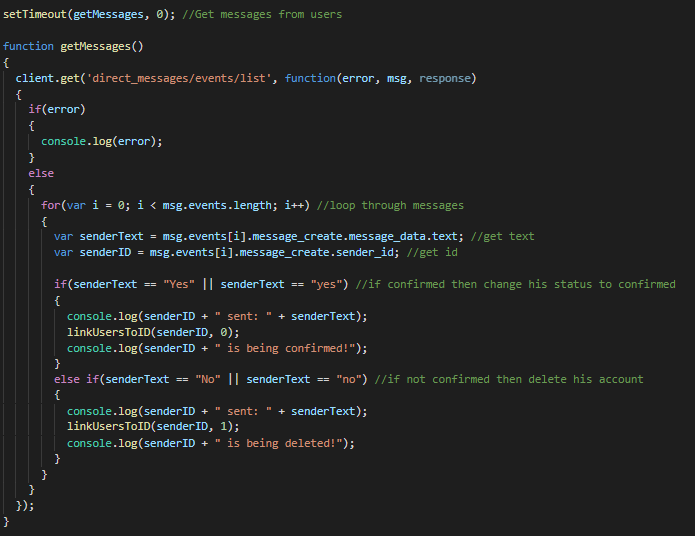 setTimeout(getMessages, 0); //Get messages from users
function getMessages()
{
client.get('direct_messages/events/list', function(error, msg, response)
{
if(error)
{
console.log(error);
}
else
{
for(var i = 0; i < msg.events.length; i++) //loop through messages
{
var senderText = msg.events[i].message_create.message_data.text; //get text
var senderID = msg.events[i].message_create.sender_id; //get id
if(senderText == "Yes" || senderText == "yes") //if confirmed then change his status to confirmed
{
console.log(senderID + " sent: " + senderText);
linkUsersToID(senderID, 0);
console.log(senderID + " is being confirmed!");
}
else if(senderText == "No" || senderText == "no") //if not confirmed then delete his account
{
console.log(senderID + " sent: " + senderText);
linkUsersToID(senderID, 1);
console.log(senderID + " is being deleted!");
}
}
}
});
}